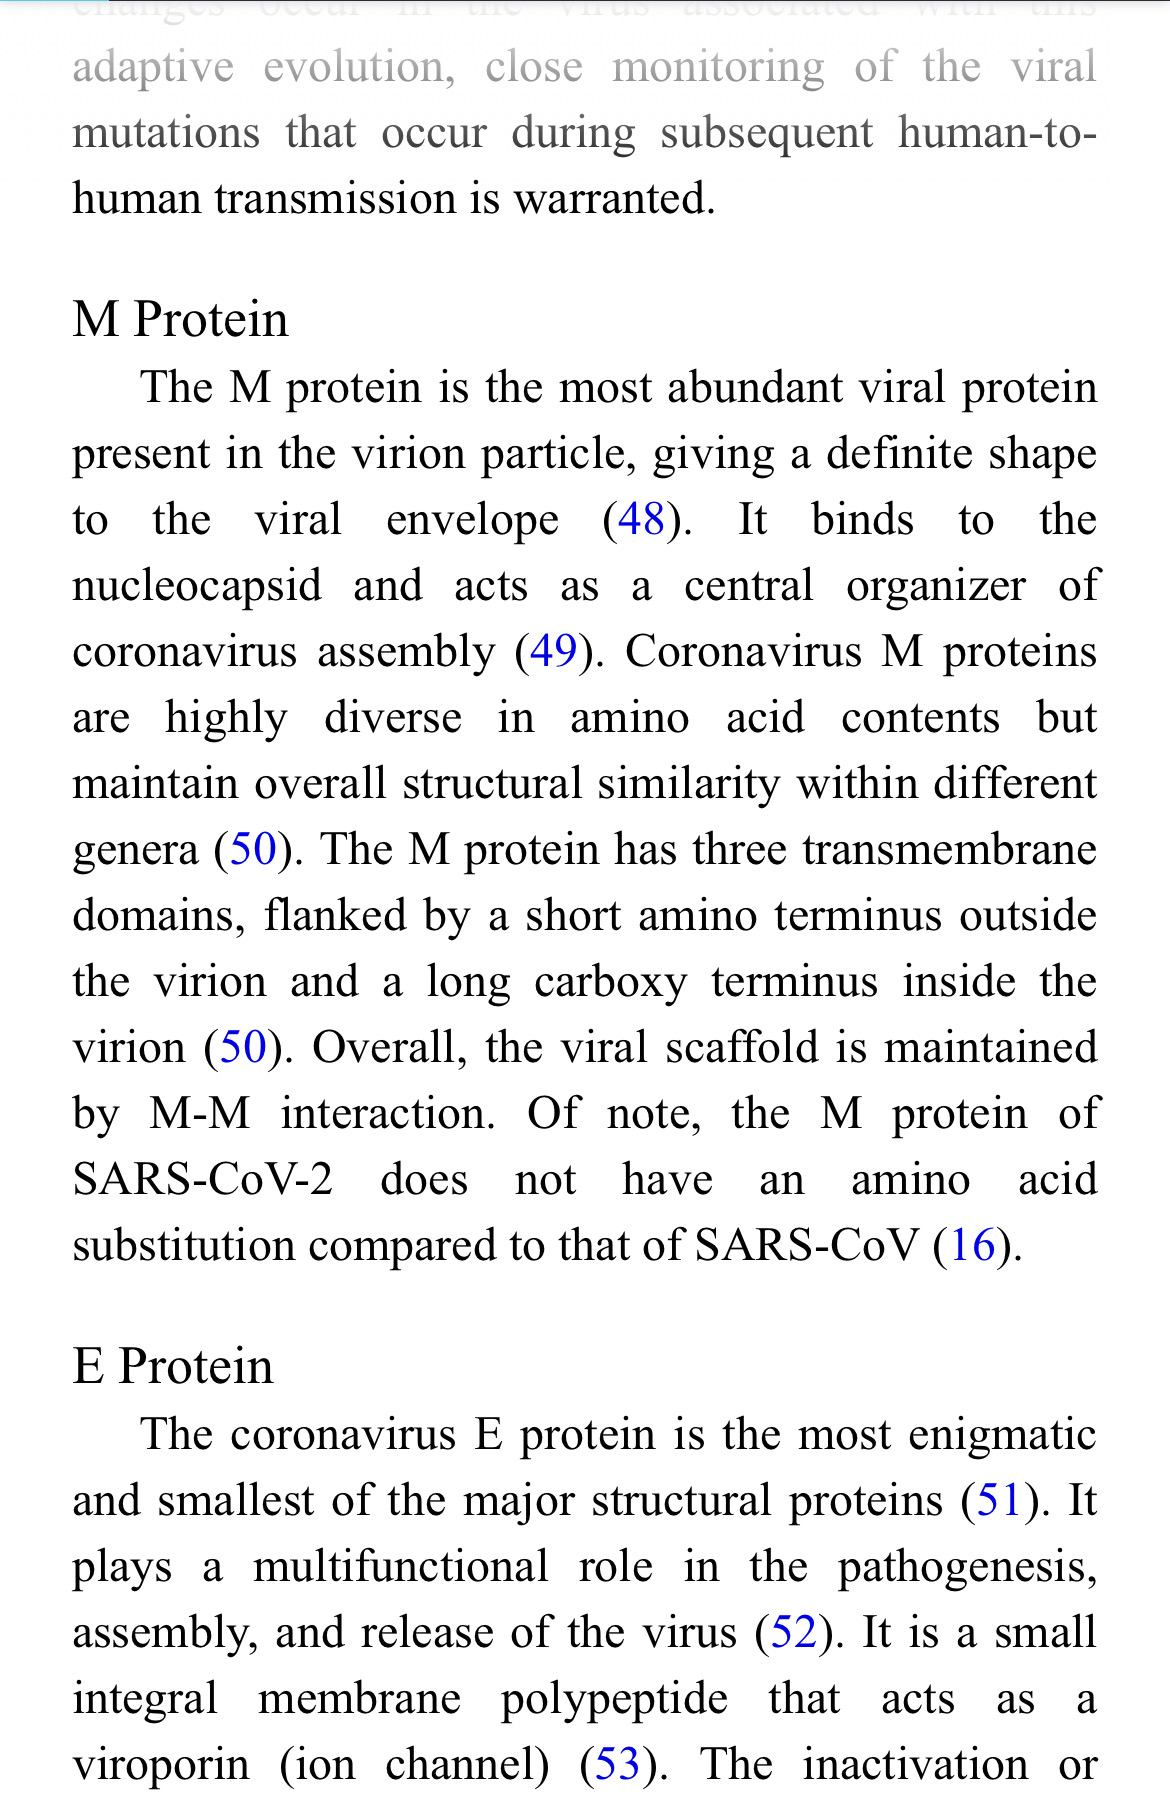 changes occur in the virus associated with this
adaptive evolution, close monitoring of the viral
mutations that occur during subsequent human-to-
human transmission is warranted.
M Protein
The M protein is the most abundant viral protein
present in the virion particle, giving a definite shape
to the viral envelope (48). It binds to the
nucleocapsid and acts as a central organizer of
coronavirus assembly (49). Coronavirus M proteins
are highly diverse in amino acid contents but
maintain overall structural similarity within different
genera (50). The M protein has three transmembrane
domains, flanked by a short amino terminus outside
the virion and a long carboxy terminus inside the
virion (50). Overall, the viral scaffold is maintained
by M-M interaction. Of note, the M protein of
SARS-CoV-2 does not have an amino acid
substitution compared to that of SARS-CoV (16).
E Protein
The coronavirus E protein is the most enigmatic
and smallest of the major structural proteins (51). It
plays a multifunctional role in the pathogenesis,
assembly, and release of the virus (52). It is a small
integral membrane polypeptide that acts as a
viroporin (ion channel) (53). The inactivation or